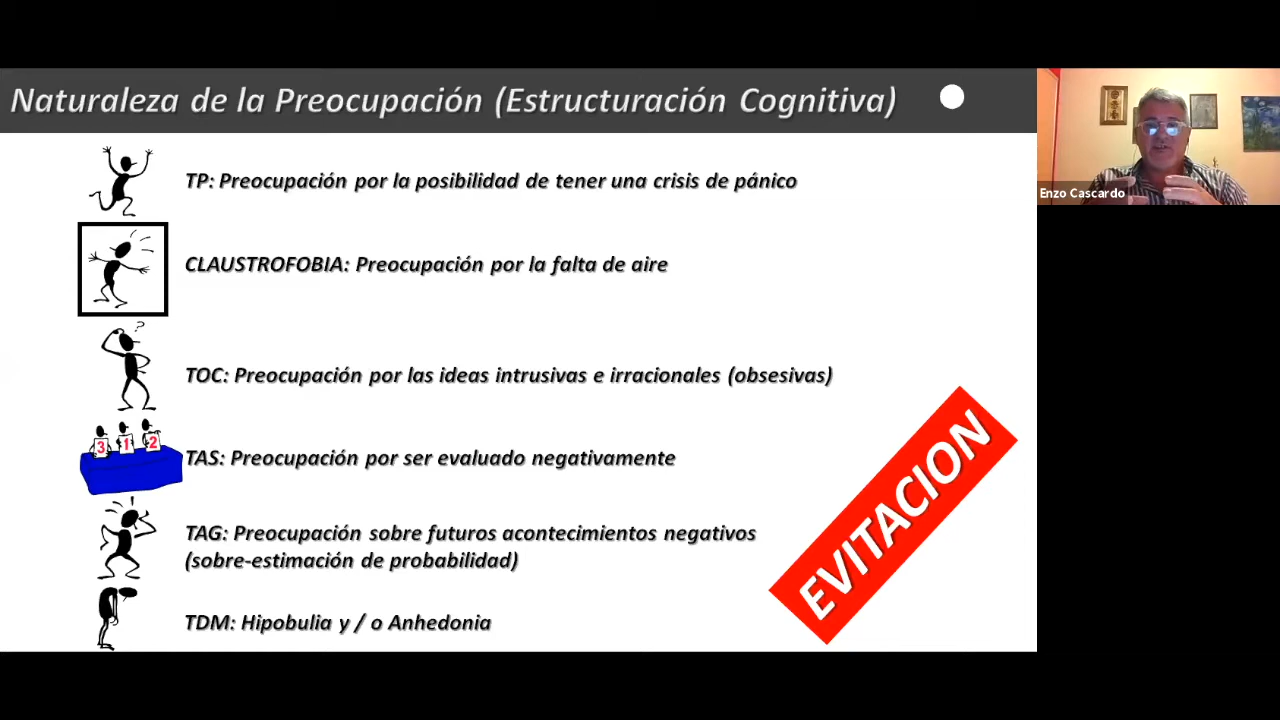 Naturaleza de la Preocupación (Estructuración Cognitiva)
TP: Preocupación por la posibilidad de tener una crisis de pánico
CLAUSTROFOBIA: Preocupación por la falta de aire
?
TOC: Preocupación por las ideas intrusivas e irracionales (obsesivas)
3 1 2
TAS: Preocupación por ser evaluado negativamente
TAG: Preocupación sobre futuros acontecimientos negativos
(sobre-estimación de probabilidad)
TDM: Hipobulia y / o Anhedonia
EVITACION
Enzo Cascardo